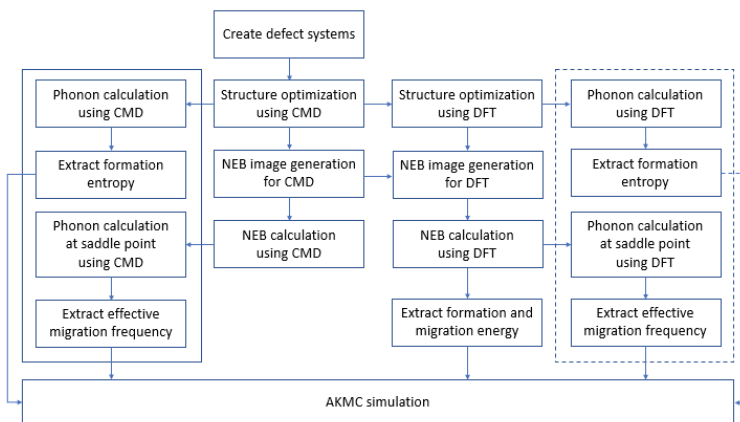 Create defect systems
Phonon calculation
using CMD
Structure optimization
using CMD
Structure optimization
using DFT
Phonon calculation
using DFT
Extract formation
entropy
NEB image generation
for CMD
NEB image generation
for DFT
Extract formation
entropy
Phonon calculation
at saddle point
using CMD
NEB calculation
using CMD
NEB calculation
using DFT
Phonon calculation
at saddle point
using DFT
Extract effective
migration frequency
Extract formation and
migration energy
Extract effective
migration frequency
AKMC simulation